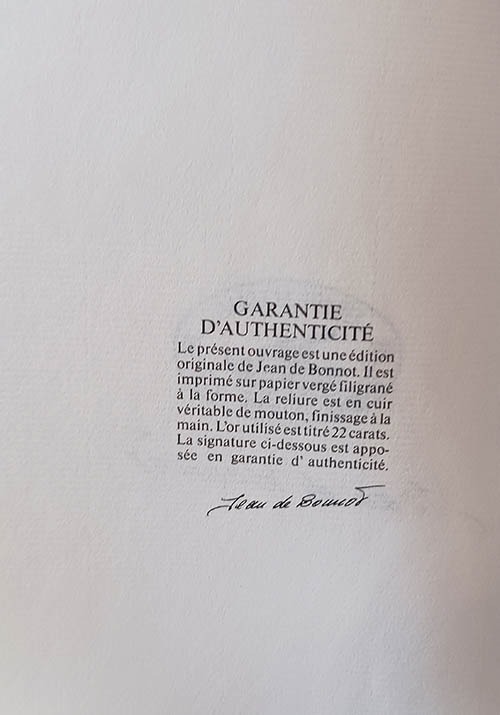 GARANTIE
D'AUTHENTICITÉ
Le présent ouvrage est une édition
originale de Jean de Bonnot. Il est
imprimé sur papier vergé filigrané
à la forme. La reliure est en cuir
véritable de mouton, finissage à la
main. L'or utilisé est titré 22 carats.
La signature ci-dessous est appo-
sée en garantie d' authenticité.
Jean de Bonnot